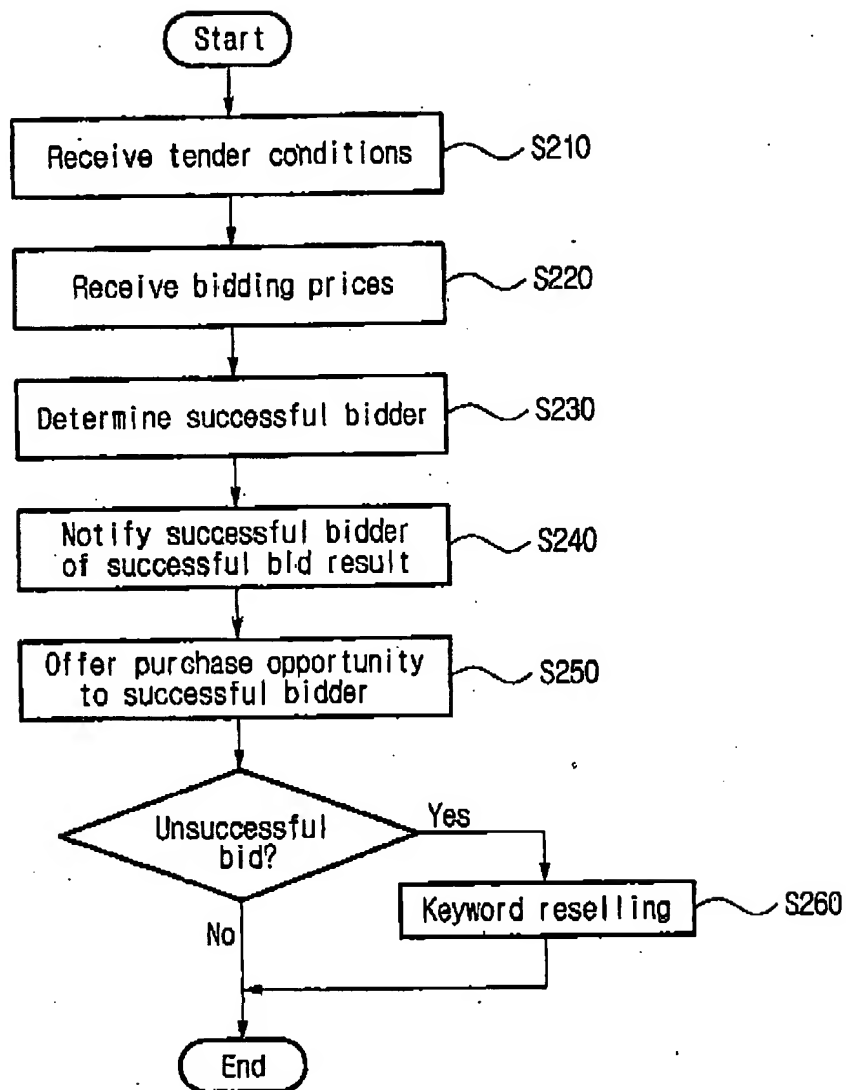 Start
Receive tender conditions
S210
Receive bidding prices
S220
Determine successful bidder
S230
Notify successful bidder
of successful bid result
S240
Offer purchase opportunity
to successful bidder
S250
Unsuccessful
bid?
Yes
No
Keyword reselling
S260
End